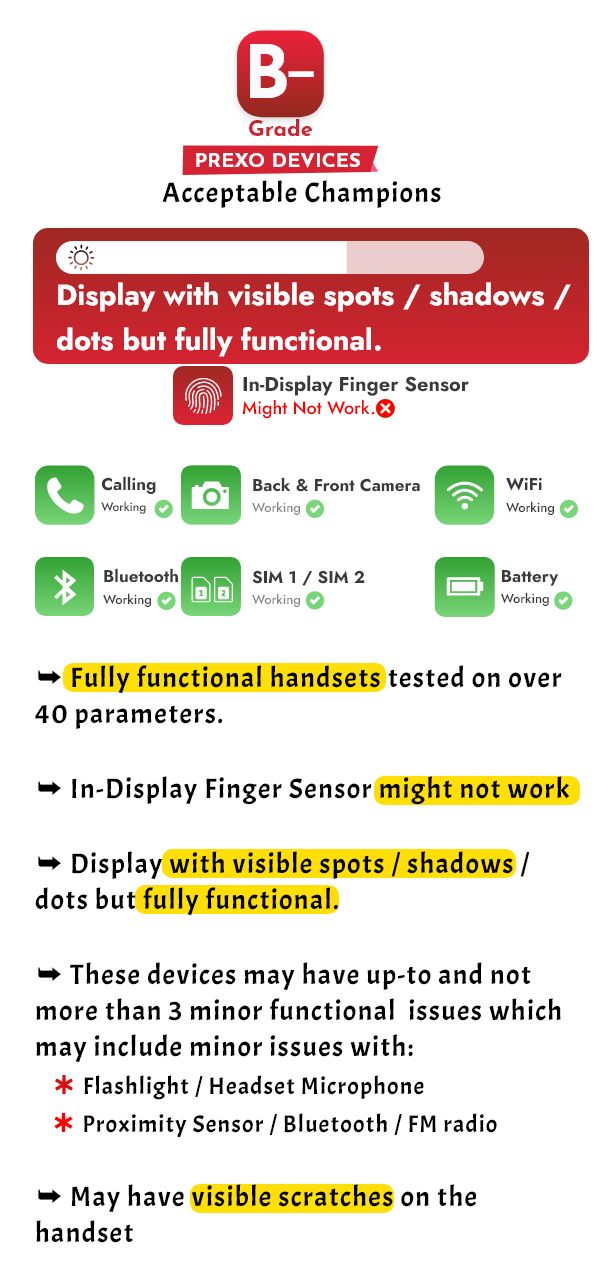 B-
Grade
PREXO DEVICES
Acceptable Champions
Display with visible spots / shadows /
dots but fully functional.
In-Display Finger Sensor
Might Not Work.
Calling
Working
Back & Front Camera
Working
WiFi
Working
Bluetooth
Working
1 2
SIM 1 / SIM 2
Working
Battery
Working
➥ Fully functional handsets tested on over
40 parameters.
➥ In-Display Finger Sensor might not work
➥ Display with visible spots / shadows /
dots but fully functional.
➥ These devices may have up-to and not
more than 3 minor functional issues which
may include minor issues with:
* Flashlight / Headset Microphone
* Proximity Sensor / Bluetooth / FM radio
➥ May have visible scratches on the
handset